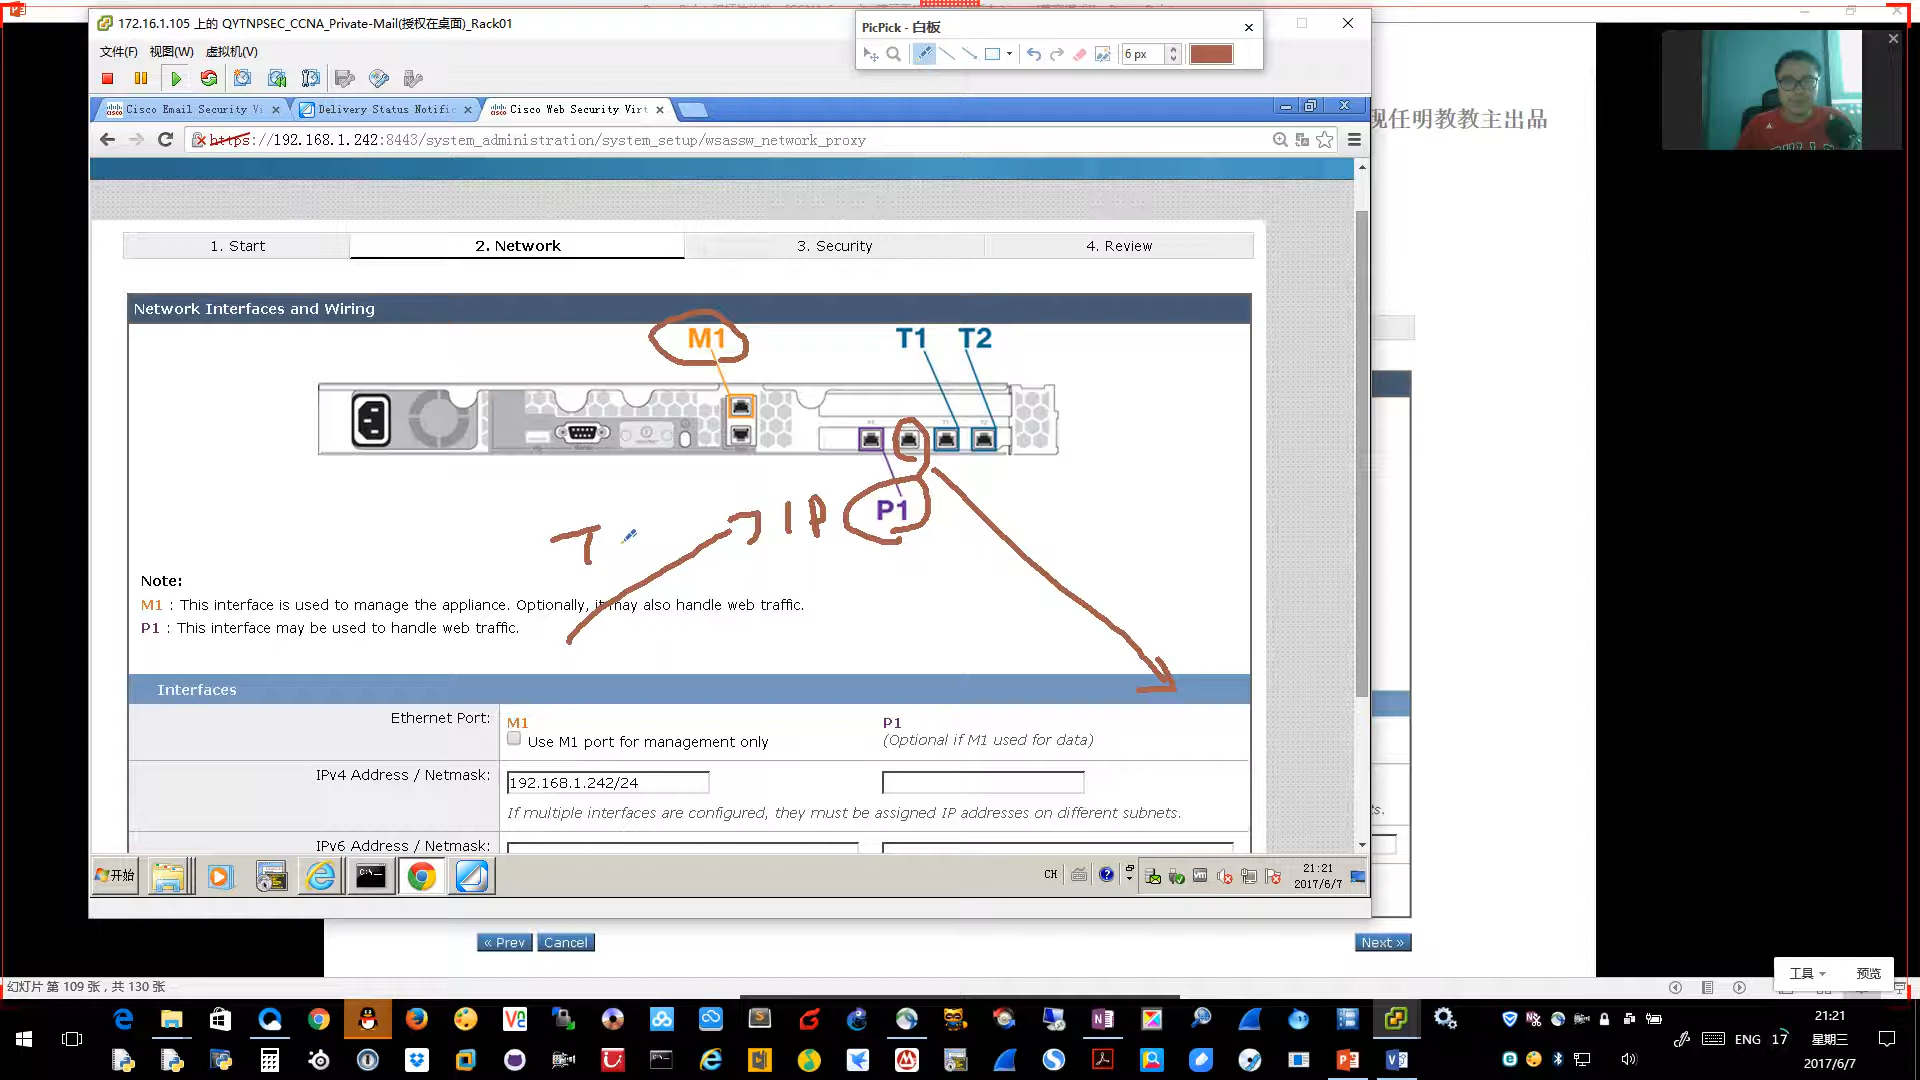 172.16.1.105 上的 QYTNPSEC_CCNA_Private-Mail(授权在桌面)_Rack01
文件(F) 视图(W) 虚拟机(V)
PicPick - 白板
6 px
现任明教教主出品
Cisco Email Security Vi
Delivery Status Notific
Cisco Web Security Virt
https://192.168.1.242:8443/system_administration/system_setup/wsassw_network_proxy
1. Start
2. Network
3. Security
4. Review
Network Interfaces and Wiring
M1
T1
T2
P1
IP
T
Note:
M1 : This interface is used to manage the appliance. Optionally, it may also handle web traffic.
P1 : This interface may be used to handle web traffic.
Interfaces
Ethernet Port:
M1
Use M1 port for management only
P1
(Optional if M1 used for data)
IPv4 Address / Netmask:
192.168.1.242/24
If multiple interfaces are configured, they must be assigned IP addresses on different subnets.
ts.
IPv6 Address / Netmask:
开始
CH
21:21
2017/6/7
« Prev
Cancel
Next »
工具
预览
幻灯片 第 109 张，共 130 张
ENG
17
21:21
星期三
2017/6/7